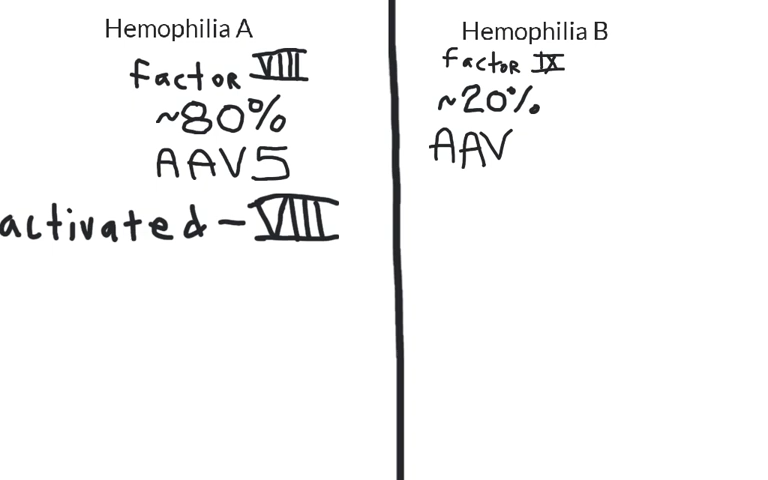 Hemophilia A
Factor VIII
~80%
AAV5
activated-VIII
Hemophilia B
Factor IX
~20%
AAV